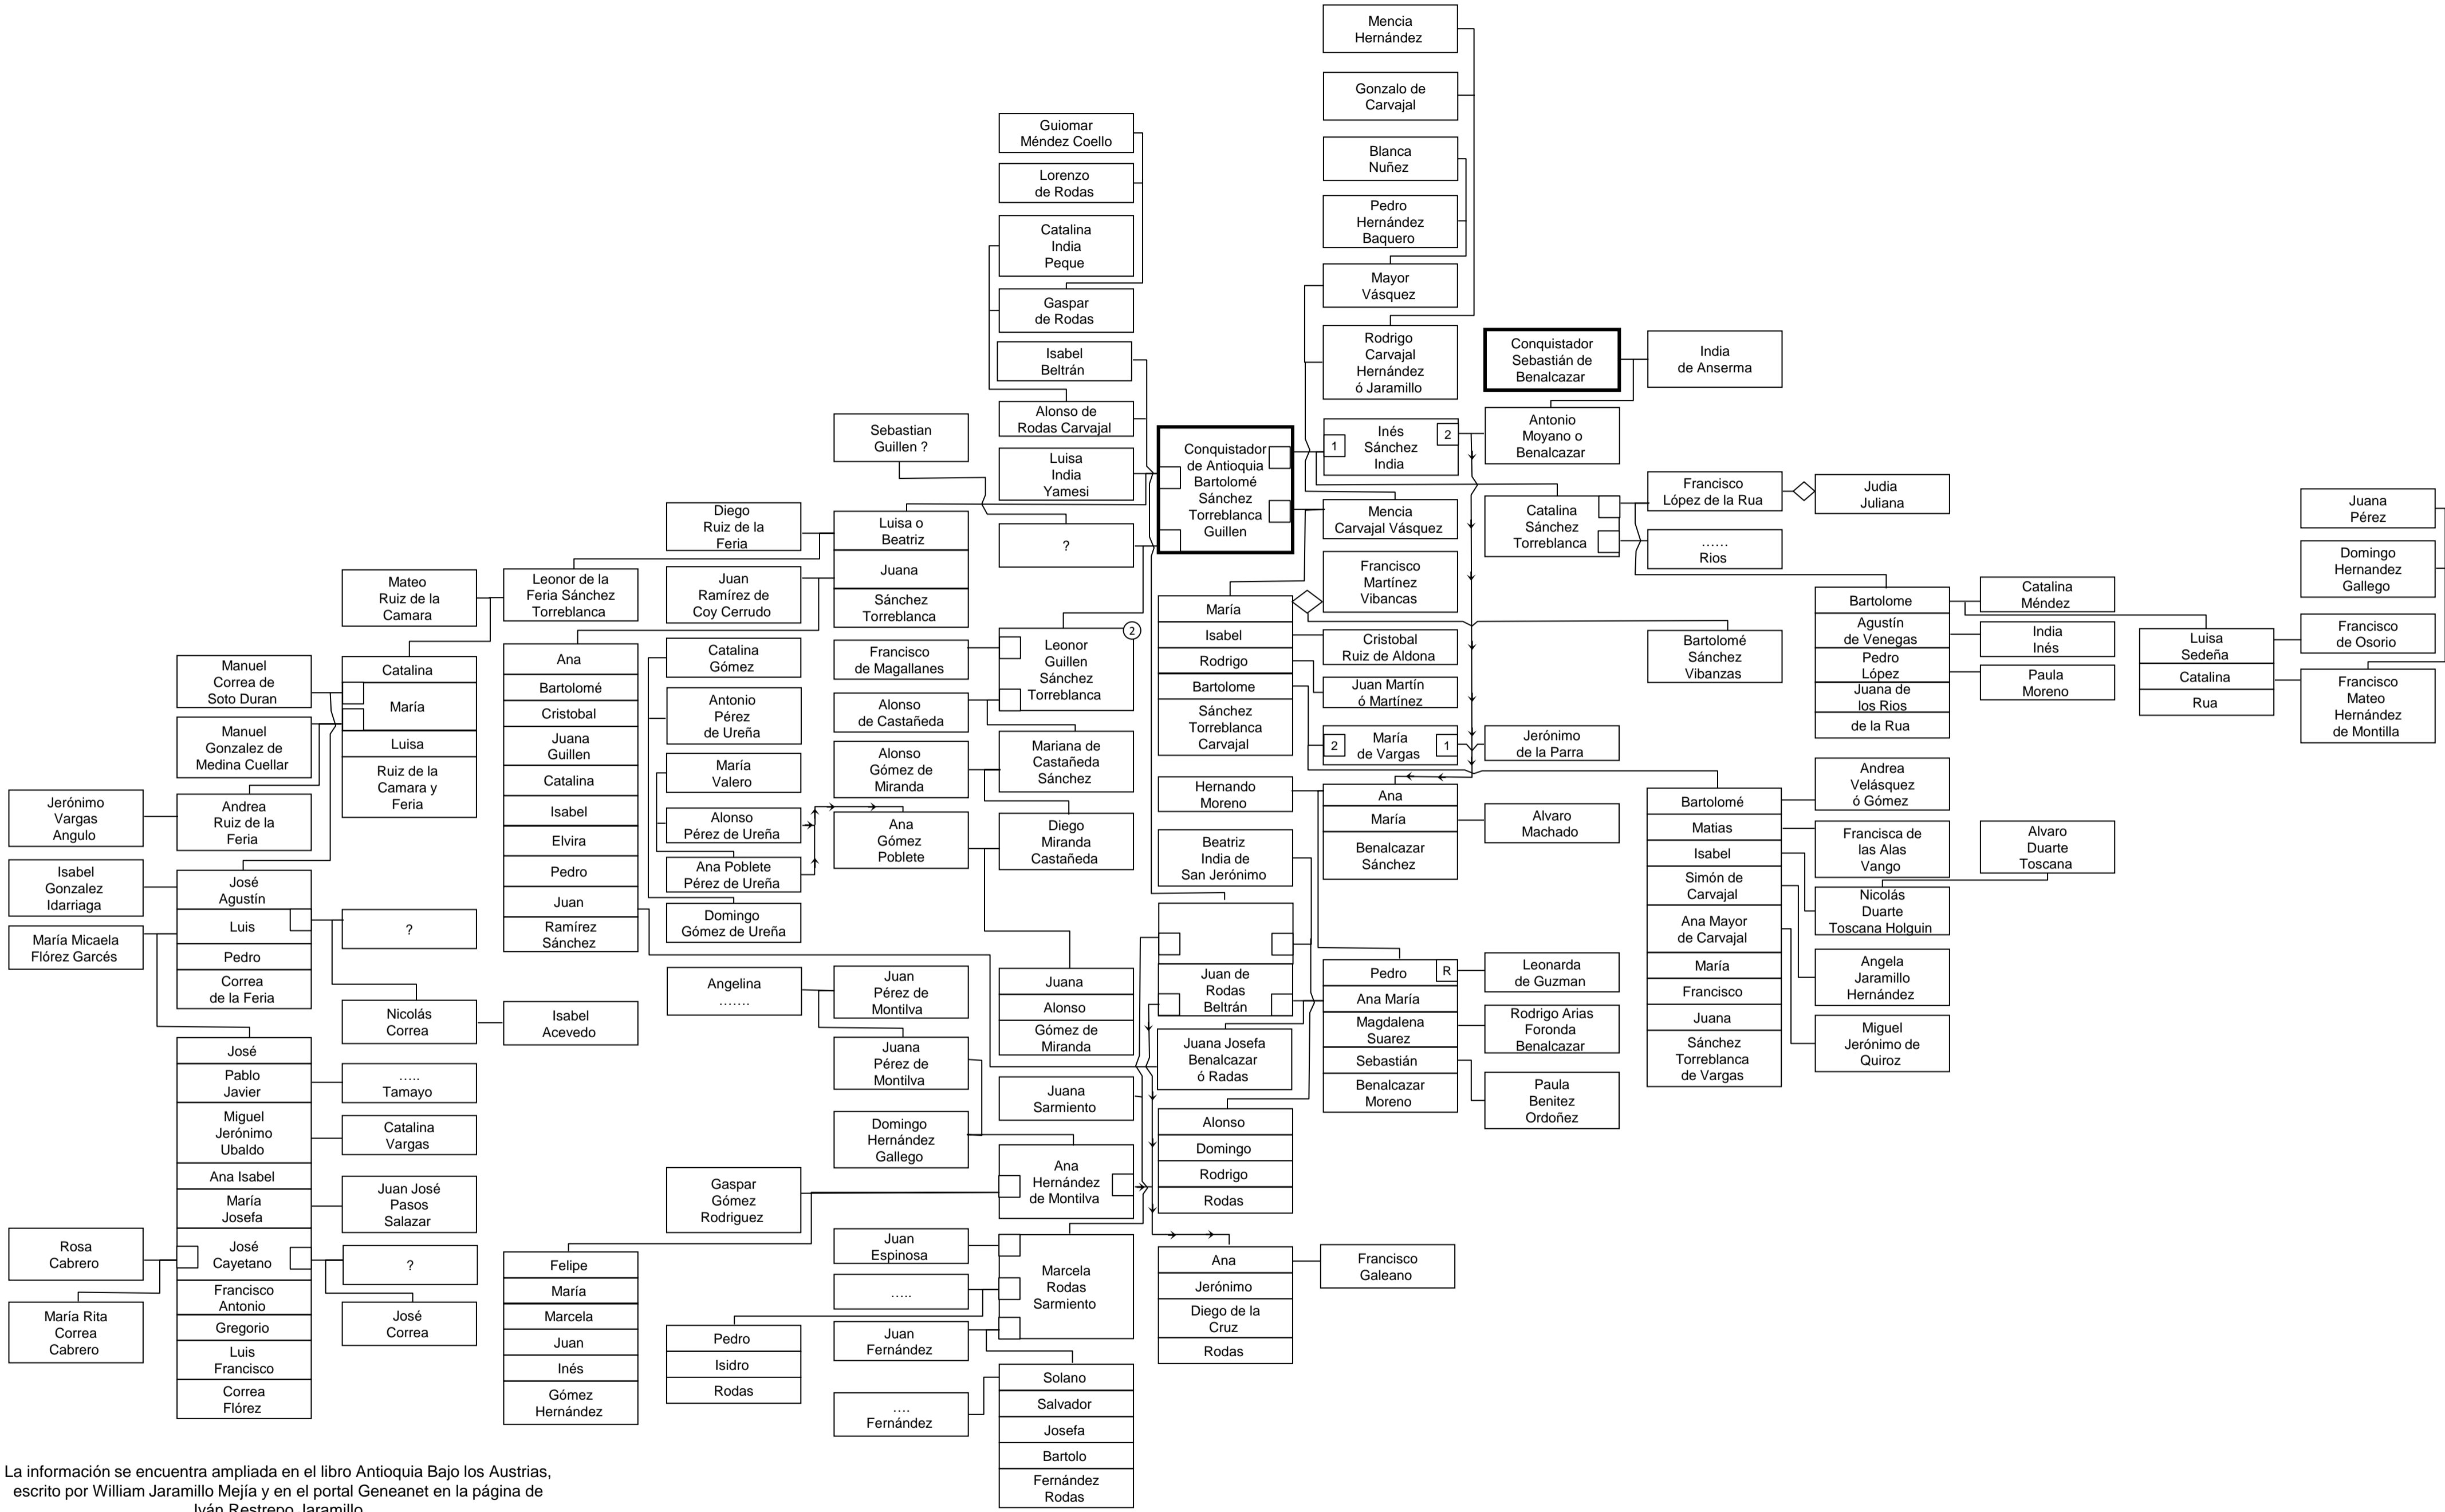 Mencia
Hernández
Gonzalo de
Carvajal
Blanca
Nuñez
Pedro
Hernández
Baquero
Mayor
Vásquez
Rodrigo
Carvajal
Hernández
ó Jaramillo
Guiomar
Méndez Coello
Lorenzo
de Rodas
Catalina
India
Peque
Gaspar
de Rodas
Isabel
Beltrán
Alonso de
Rodas Carvajal
Luisa
India
Yamesi
?
Sebastian
Guillen ?
Conquistador
de Antioquia
Bartolomé
Sánchez
Torreblanca
Guillen
1
Inés
Sánchez
India
2
Conquistador
Sebastián de
Benalcazar
India
de Anserma
Antonio
Moyano o
Benalcazar
Mencia
Carvajal Vásquez
Catalina
Sánchez
Torreblanca
Francisco
López de la Rua
Judia
Juliana
......
Rios
Juana
Pérez
Domingo
Hernandez
Gallego
Francisco
de Osorio
Francisco
Mateo
Hernández
de Montilla
Luisa
Sedeña
Catalina
Rua
Catalina
Méndez
India
Inés
Paula
Moreno
Bartolome
Agustín
de Venegas
Pedro
López
Juana de
los Rios
de la Rua
Diego
Ruiz de la
Feria
Luisa o
Beatriz
Juana
Sánchez
Torreblanca
Juan
Ramírez de
Coy Cerrudo
Leonor de la
Feria Sánchez
Torreblanca
Mateo
Ruiz de la
Camara
Catalina
María
Luisa
Ruiz de la
Camara y
Feria
Manuel
Correa de
Soto Duran
Manuel
Gonzalez de
Medina Cuellar
Andrea
Ruiz de la
Feria
Jerónimo
Vargas
Angulo
Isabel
Gonzalez
Idarriaga
María Micaela
Flórez Garcés
José
Agustín
Luis
Pedro
Correa
de la Feria
?
Nicolás
Correa
Isabel
Acevedo
Ana
Bartolomé
Cristobal
Juana
Guillen
Catalina
Isabel
Elvira
Pedro
Juan
Ramírez
Sánchez
Catalina
Gómez
Antonio
Pérez
de Ureña
María
Valero
Alonso
Pérez de Ureña
Ana Poblete
Pérez de Ureña
Domingo
Gómez de Ureña
Francisco
de Magallanes
Alonso
de Castañeda
Alonso
Gómez de
Miranda
Ana
Gómez
Poblete
Leonor
Guillen
Sánchez
Torreblanca
2
Mariana de
Castañeda
Sánchez
Diego
Miranda
Castañeda
Juana
Alonso
Gómez de
Miranda
María
Isabel
Rodrigo
Bartolome
Sánchez
Torreblanca
Carvajal
Francisco
Martínez
Vibancas
Cristobal
Ruiz de Aldona
Juan Martín
ó Martínez
2
María
de Vargas
1
Jerónimo
de la Parra
Bartolomé
Sánchez
Vibanzas
Hernando
Moreno
Ana
María
Benalcazar
Sánchez
Alvaro
Machado
Beatriz
India de
San Jerónimo
Bartolomé
Matias
Isabel
Simón de
Carvajal
Ana Mayor
de Carvajal
María
Francisco
Juana
Sánchez
Torreblanca
de Vargas
Andrea
Velásquez
ó Gómez
Francisca de
las Alas
Vango
Nicolás
Duarte
Toscana Holguin
Alvaro
Duarte
Toscana
Angela
Jaramillo
Hernández
Miguel
Jerónimo de
Quiroz
Juan de
Rodas
Beltrán
Juana Josefa
Benalcazar
ó Radas
Pedro
R
Ana María
Magdalena
Suarez
Sebastián
Benalcazar
Moreno
Leonarda
de Guzman
Rodrigo Arias
Foronda
Benalcazar
Paula
Benitez
Ordoñez
Alonso
Domingo
Rodrigo
Rodas
Ana
Jerónimo
Diego de la
Cruz
Rodas
Francisco
Galeano
Angelina
.......
Juan
Pérez de
Montilva
Juana
Pérez de
Montilva
Domingo
Hernández
Gallego
Juana
Sarmiento
Ana
Hernández
de Montilva
Gaspar
Gómez
Rodriguez
Marcela
Rodas
Sarmiento
Juan
Espinosa
.....
Juan
Fernández
....
Fernández
Solano
Salvador
Josefa
Bartolo
Fernández
Rodas
Pedro
Isidro
Rodas
Felipe
María
Marcela
Juan
Inés
Gómez
Hernández
José
Pablo
Javier
Miguel
Jerónimo
Ubaldo
Ana Isabel
María
Josefa
José
Cayetano
Francisco
Antonio
Gregorio
Luis
Francisco
Correa
Flórez
.....
Tamayo
Catalina
Vargas
Juan José
Pasos
Salazar
?
José
Correa
Rosa
Cabrero
María Rita
Correa
Cabrero
La información se encuentra ampliada en el libro Antioquia Bajo los Austrias,
escrito por William Jaramillo Mejía y en el portal Geneanet en la página de
Iván Restrepo Jaramillo